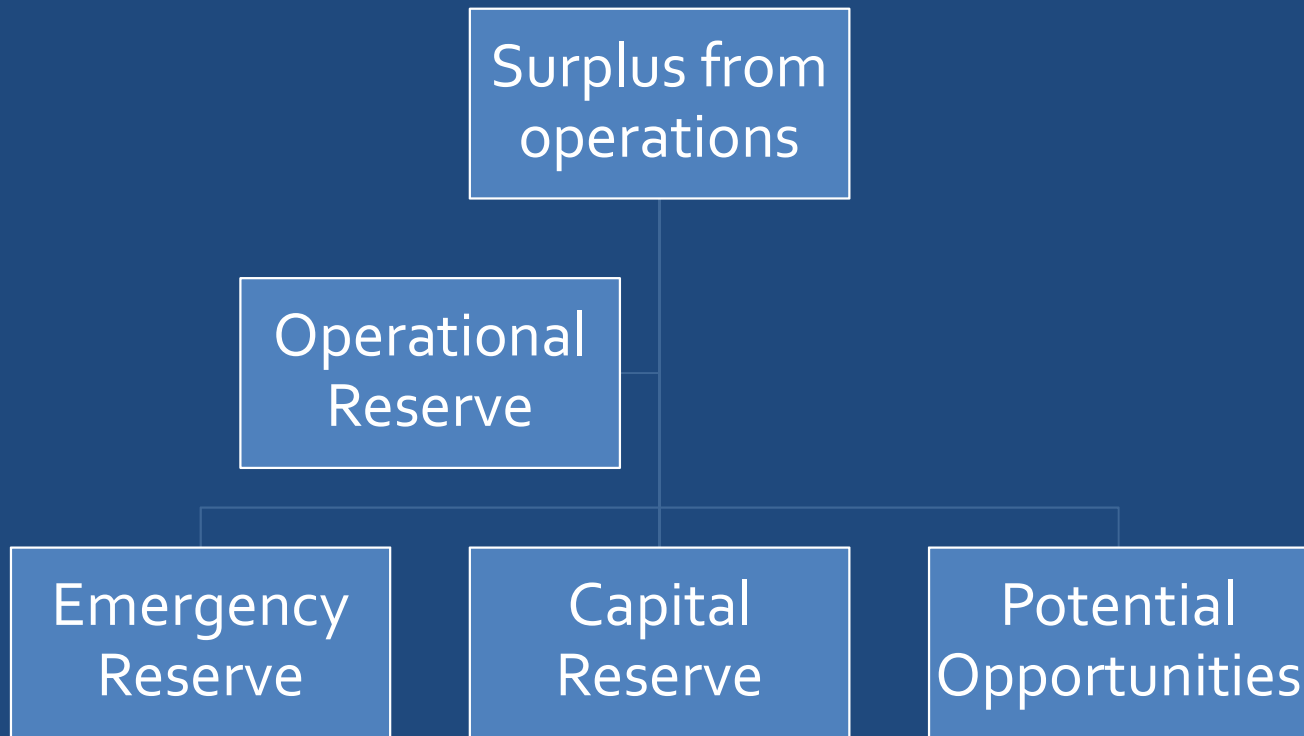 Surplus from
operations
Operational
Reserve
Emergency
Reserve
Capital
Reserve
Potential
Opportunities